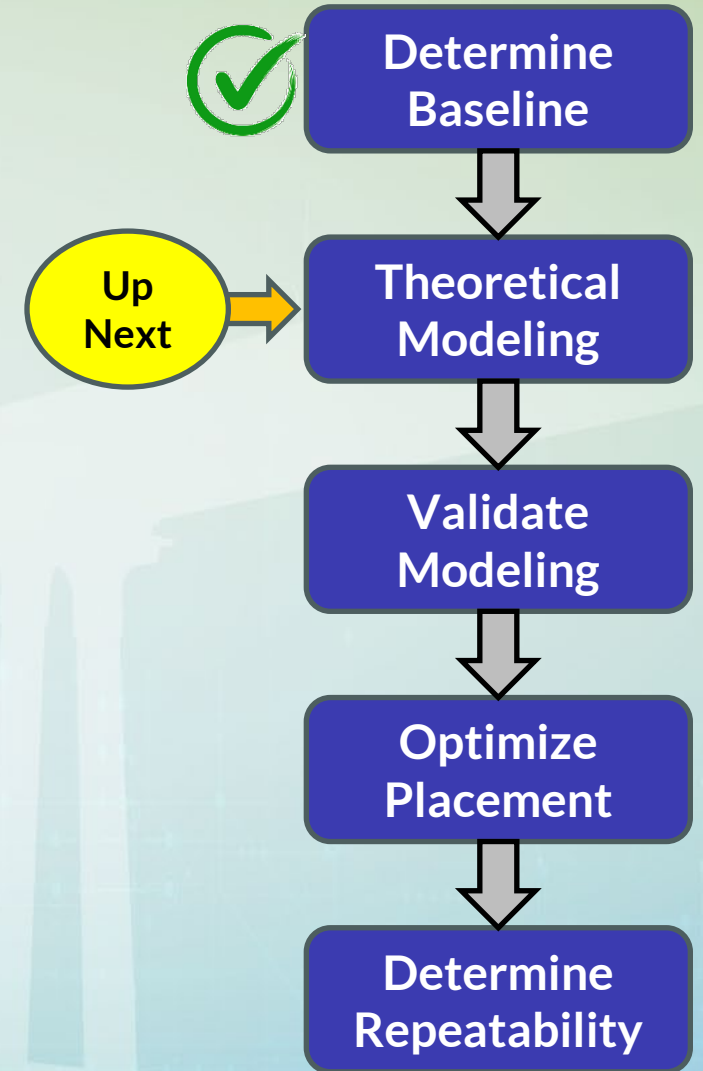 Determine
Baseline
Up
Next
Theoretical
Modeling
Validate
Modeling
Optimize
Placement
Determine
Repeatability